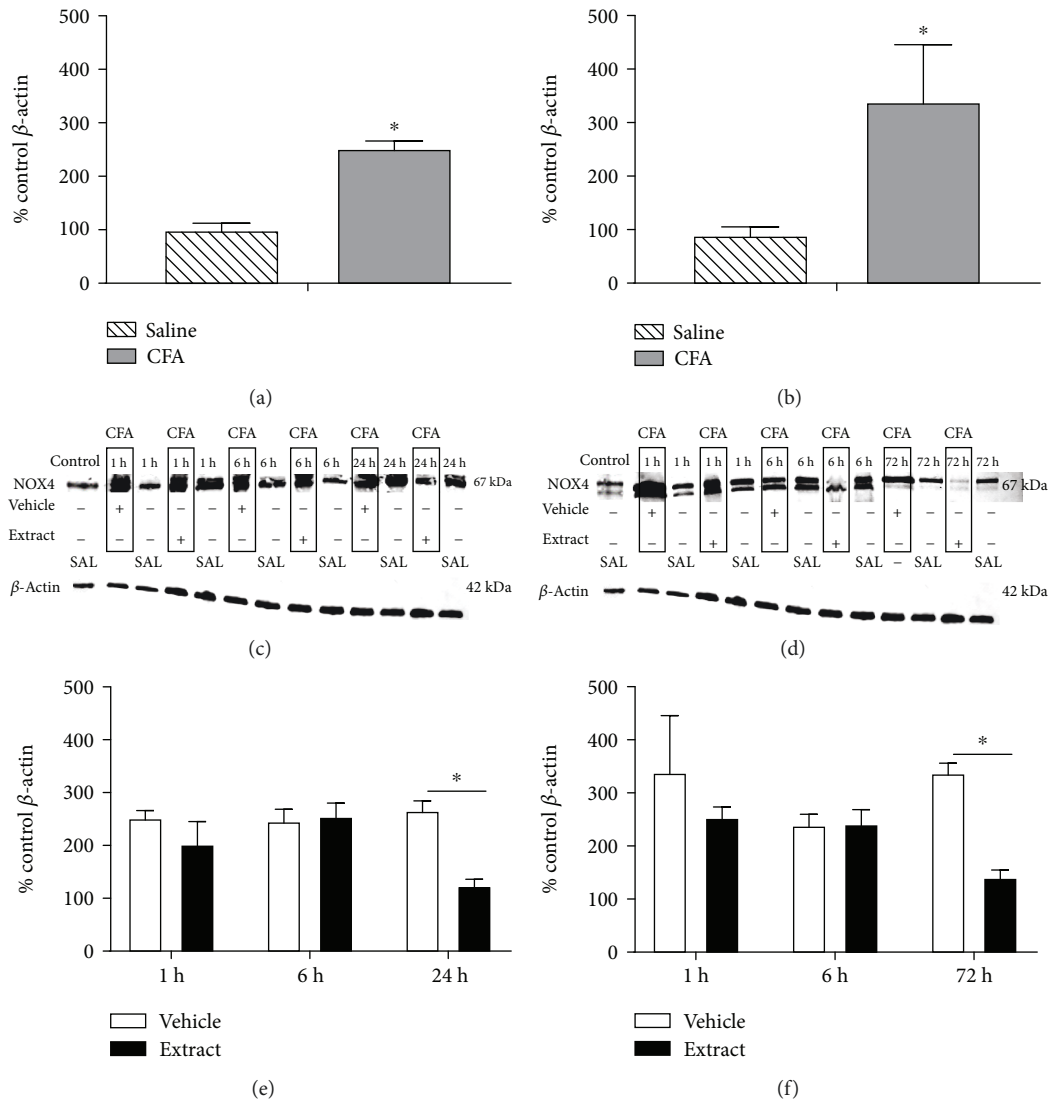 500
400
300
200
100
0
% control β-actin
*
Saline
CFA
(a)
500
400
300
200
100
0
% control β-actin
*
Saline
CFA
(b)
CFA CFA CFA CFA CFA CFA
Control 1 h 1 h 1 h 1 h 6 h 6 h 6 h 6 h 24 h 24 h 24 h 24 h
NOX4 67 kDa
Vehicle
− + − − − + − − − + − − −
Extract
− − − + − − − + − − − + −
SAL SAL SAL SAL SAL SAL SAL
β-Actin 42 kDa
(c)
CFA CFA CFA CFA CFA CFA
Control 1 h 1 h 1 h 1 h 6 h 6 h 6 h 6 h 72 h 72 h 72 h 72 h
NOX4 67 kDa
Vehicle
− + − − − + − − − + − − −
Extract
− − − + − − − + − − + −
SAL SAL SAL SAL SAL − SAL SAL
β-Actin 42 kDa
(d)
500
400
300
200
100
0
% control β-actin
*
1 h 6 h 24 h
Vehicle
Extract
(e)
500
400
300
200
100
0
% control β-actin
*
1 h 6 h 72 h
Vehicle
Extract
(f)